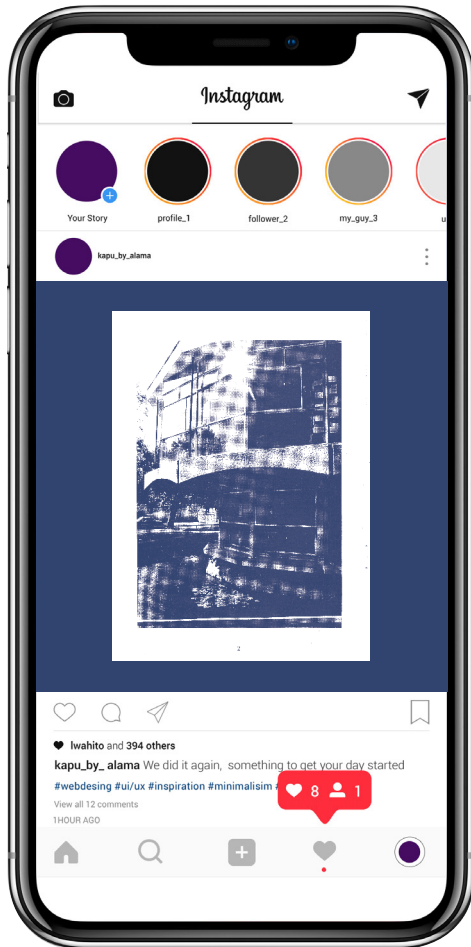 Instagram
Your Story
profile_1
follower_2
my_guy_3
u
kapu_by_alama
2
lwahito and 394 others
kapu_by_ alama We did it again, something to get your day started
#webdesing #ui/ux #inspiration #minimalisim #
8 1
View all 12 comments
1HOUR AGO